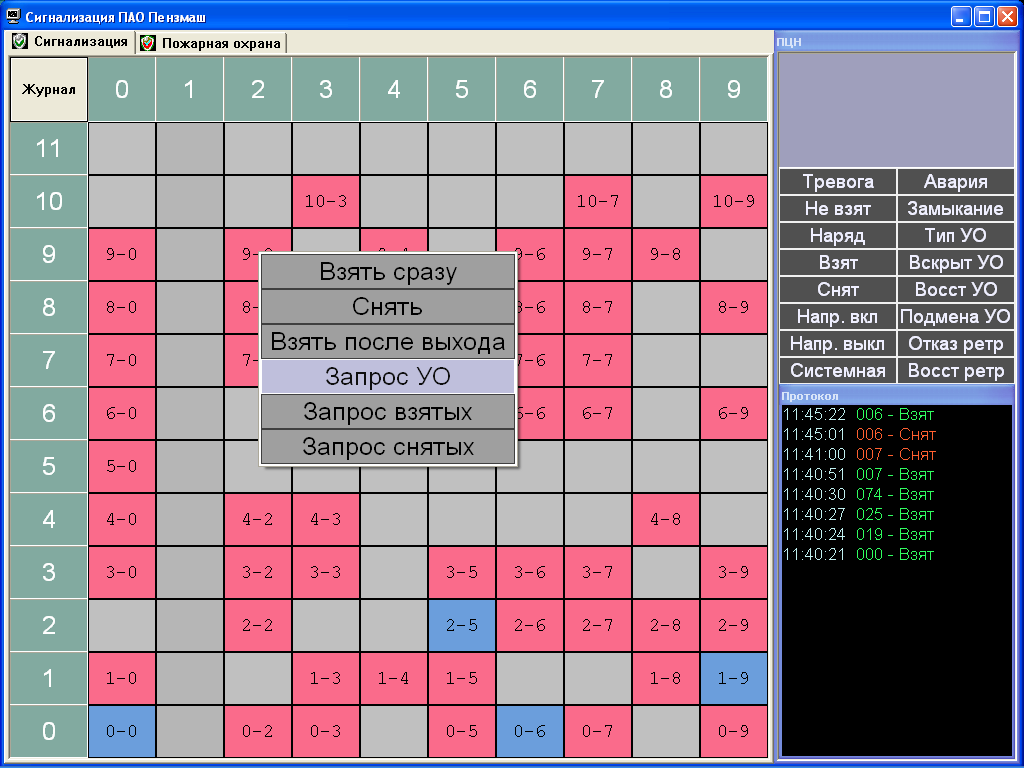 Сигнализация ПАО Пензмаш
Сигнализация Пожарная охрана
Журнал 0 1 2 3 4 5 6 7 8 9
11
10 10-3 10-7 10-9
9 9-0 9-6 9-7 9-8
8 8-0 8-6 8-7 8-9
7 7-0 7-6 7-7
6 6-0 6-6 6-7 6-9
5 5-0
4 4-0 4-2 4-3 4-8
3 3-0 3-2 3-3 3-5 3-6 3-7 3-9
2 2-2 2-5 2-6 2-7 2-8 2-9
1 1-0 1-3 1-4 1-5 1-8 1-9
0 0-0 0-2 0-3 0-5 0-6 0-7 0-9
Взять сразу
Снять
Взять после выхода
Запрос УО
Запрос взятых
Запрос снятых
ПЦН
Тревога Авария
Не взят Замыкание
Наряд Тип УО
Взят Вскрыт УО
Снят Восст УО
Напр. вкл Подмена УО
Напр. выкл Отказ ретр
Системная Восст ретр
Протокол
11:45:22 006 - Взят
11:45:01 006 - Снят
11:41:00 007 - Снят
11:40:51 007 - Взят
11:40:30 074 - Взят
11:40:27 025 - Взят
11:40:24 019 - Взят
11:40:21 000 - Взят